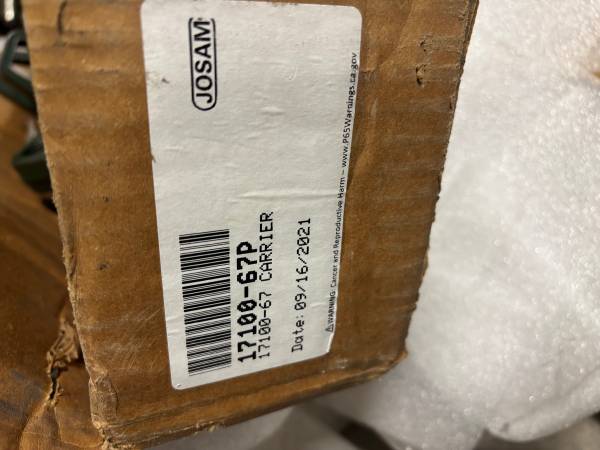 JOSAM
17100-67P
17100-67 CARRIER
Date: 09/16/2021
⚠WARNING: Cancer and Reproductive Harm – www.P65Warnings.ca.gov